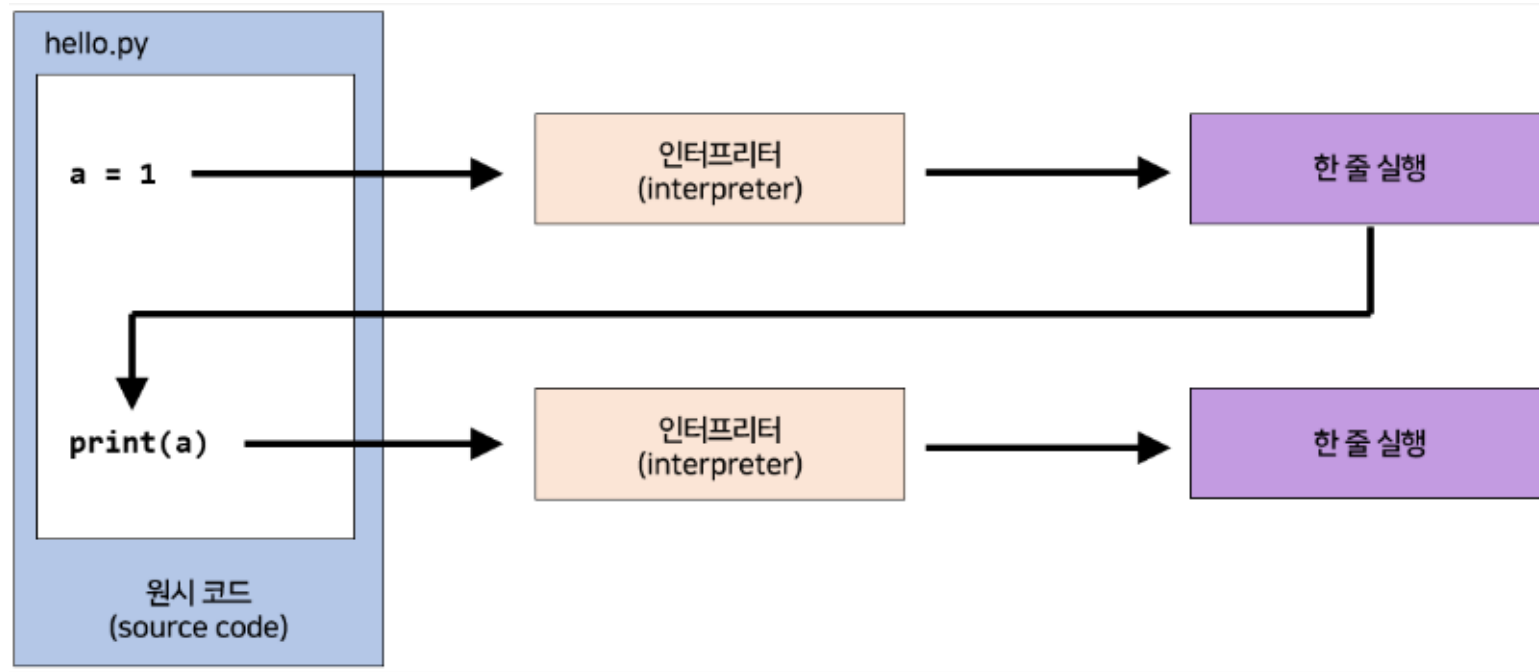 hello.py
a = 1
인터프리터
(interpreter)
한 줄 실행
print(a)
인터프리터
(interpreter)
한 줄 실행
원시 코드
(source code)